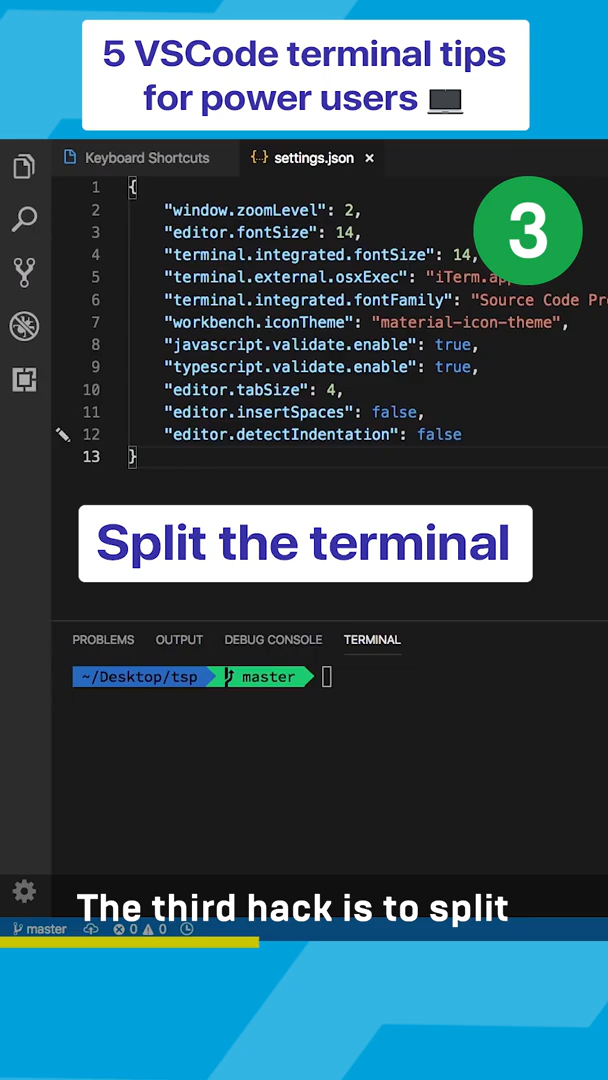 5 VSCode terminal tips
for power users 💻
Keyboard Shortcuts
{..} settings.json ×
3
1 {
2 "window.zoomLevel": 2,
3 "editor.fontSize": 14,
4 "terminal.integrated.fontSize": 14,
5 "terminal.external.osxExec": "iTerm.app
6 "terminal.integrated.fontFamily": "Source Code Pr
7 "workbench.iconTheme": "material-icon-theme",
8 "javascript.validate.enable": true,
9 "typescript.validate.enable": true,
10 "editor.tabSize": 4,
11 "editor.insertSpaces": false,
12 "editor.detectIndentation": false
13 }
Split the terminal
PROBLEMS OUTPUT DEBUG CONSOLE TERMINAL
~/Desktop/tsp master
The third hack is to split
master 0 0